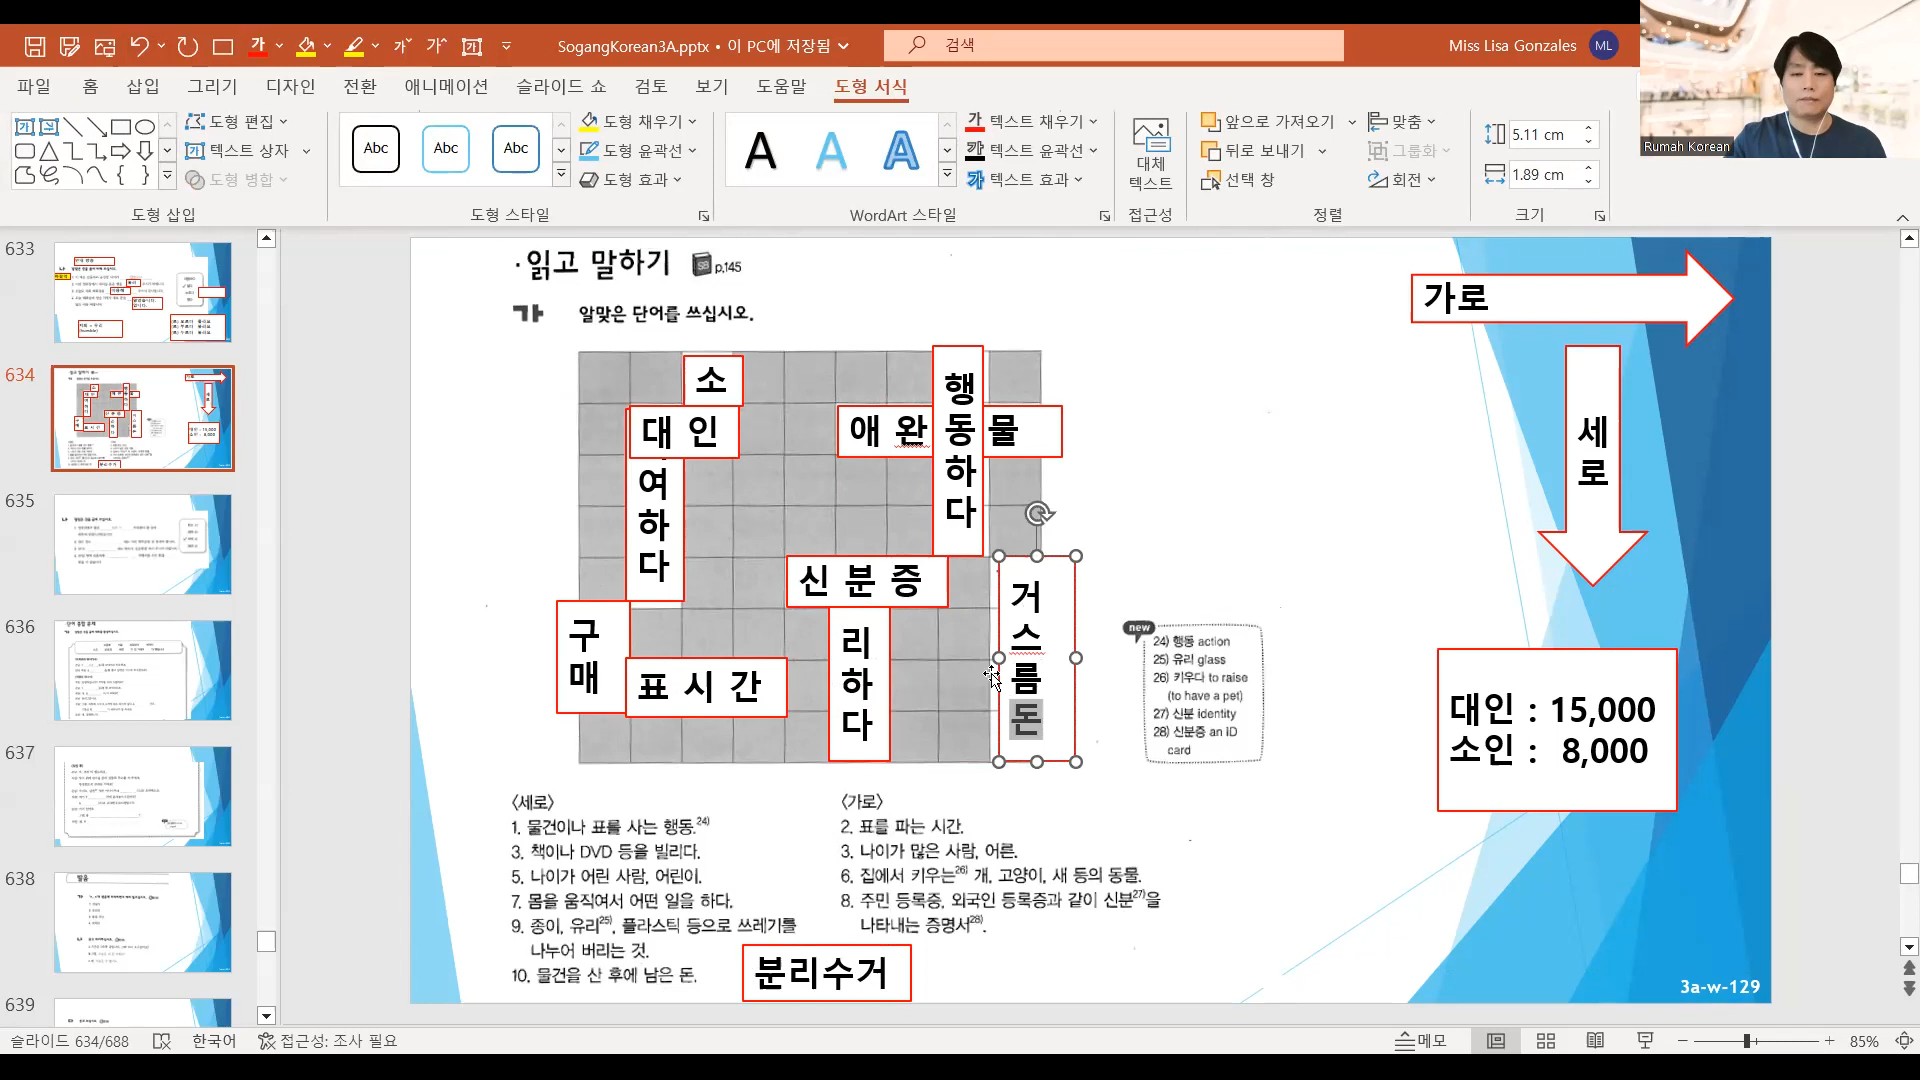 SogangKorean3A.pptx • 이 PC에 저장됨
검색
Miss Lisa Gonzales
ML
파일 홈 삽입 그리기 디자인 전환 애니메이션 슬라이드 쇼 검토 보기 도움말 도형 서식
도형 편집
텍스트 상자
도형 병합
도형 삽입
Abc Abc Abc
도형 채우기
도형 윤곽선
도형 효과
도형 스타일
A A A
텍스트 채우기
텍스트 윤곽선
텍스트 효과
WordArt 스타일
대체
텍스트
접근성
앞으로 가져오기
뒤로 보내기
선택 창
맞춤
그룹화
회전
정렬
5.11 cm
1.89 cm
크기
Rumah Korean
633
634
635
636
637
638
639
· 읽고 말하기 SB p.145
가 알맞은 단어를 쓰십시오.
가로
세로
소
대 인
여하다
애 완 동 물
행동하다
신 분 증
리하다
구매
표 시 간
거스름돈
new
24) 행동 action
25) 유리 glass
26) 키우다 to raise
(to have a pet)
27) 신분 identity
28) 신분증 an ID
card
대인 : 15,000
소인 : 8,000
〈세로〉
1. 물건이나 표를 사는 행동.24)
3. 책이나 DVD 등을 빌리다.
5. 나이가 어린 사람, 어린이.
7. 몸을 움직여서 어떤 일을 하다.
9. 종이, 유리25), 플라스틱 등으로 쓰레기를
나누어 버리는 것.
10. 물건을 산 후에 남은 돈.
〈가로〉
2. 표를 파는 시간.
3. 나이가 많은 사람, 어른.
6. 집에서 키우는26) 개, 고양이, 새 등의 동물.
8. 주민 등록증, 외국인 등록증과 같이 신분27)을
나타내는 증명서28).
분리수거
3a-w-129
슬라이드 634/688
한국어
접근성: 조사 필요
메모
85%